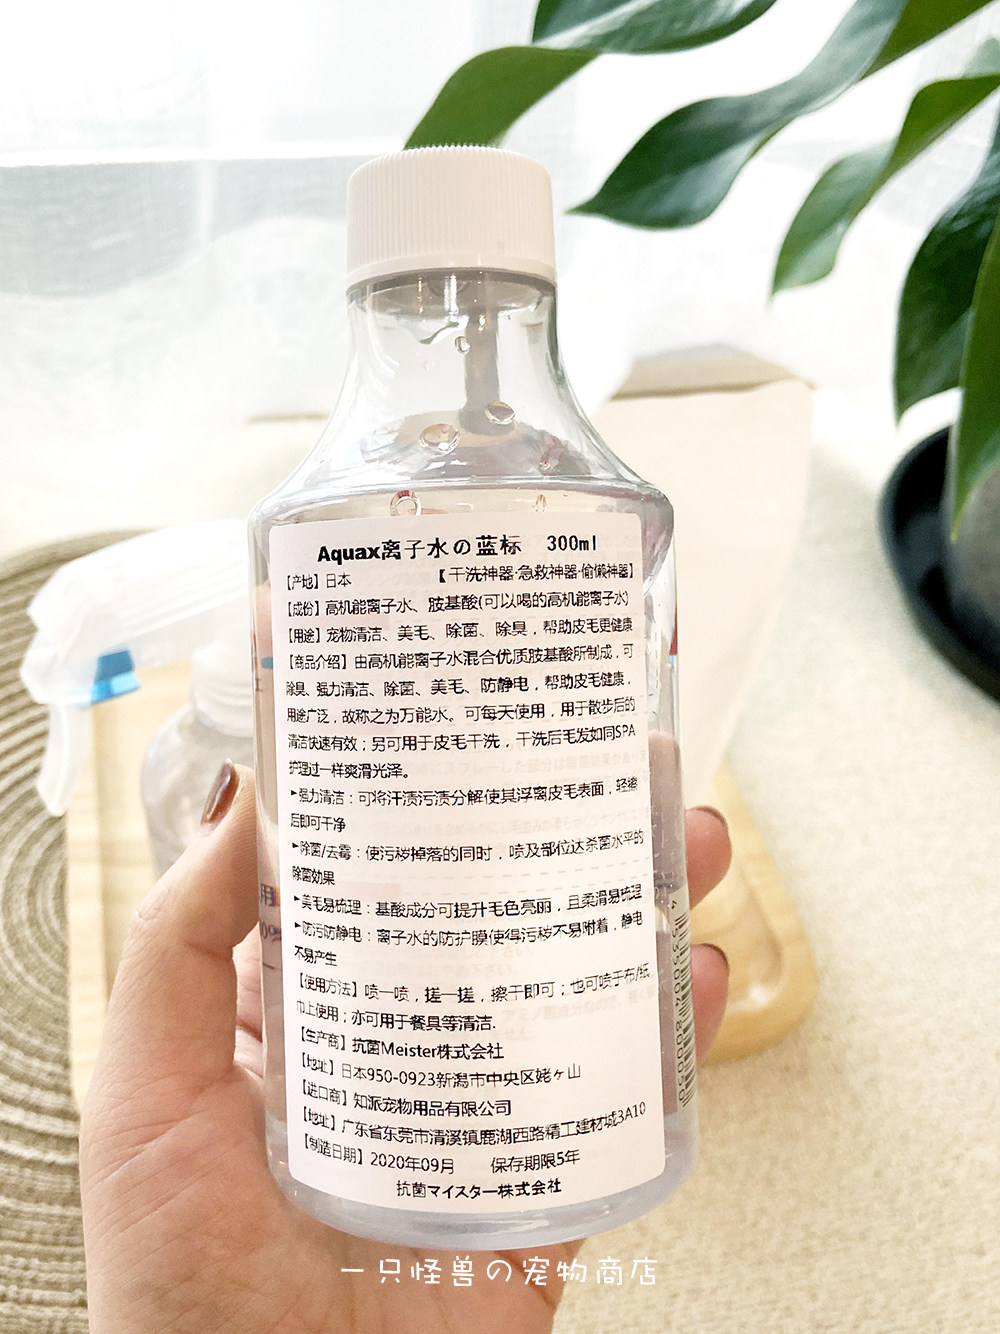 Aquax离子水の蓝标 300ml
【产地】日本 【干洗神器·急救神器·偷懒神器】
【成份】高机能离子水、胺基酸(可以喝的高机能离子水)
【用途】宠物清洁、美毛、除菌、除臭，帮助皮毛更健康
【商品介绍】由高机能离子水混合优质胺基酸所制成，可
除臭、强力清洁、除菌、美毛、防静电，帮助皮毛健康，
用途广泛，故称之为万能水。可每天使用，用于散步后的
清洁快速有效；另可用于皮毛干洗，干洗后毛发如同SPA
护理过一样爽滑光泽。
►强力清洁：可将汗渍污渍分解使其浮离皮毛表面，轻擦
后即可干净
►除菌/去霉：使污秽掉落的同时，喷及部位达杀菌水平的
除菌效果
►美毛易梳理：基酸成分可提升毛色亮丽，且柔滑易梳理
►防污防静电：离子水的防护膜使得污秽不易附着，静电
不易产生
【使用方法】喷一喷，搓一搓，擦干即可；也可喷于布/纸
巾上使用；亦可用于餐具等清洁.
【生产商】抗菌Meister株式会社
【地址】日本950-0923新潟市中央区姥ヶ山
【进口商】知派宠物用品有限公司
【地址】广东省东莞市清溪镇鹿湖西路精工建材城3A10
【制造日期】2020年09月 保存期限5年
抗菌マイスター株式会社
一只怪兽の宠物商店